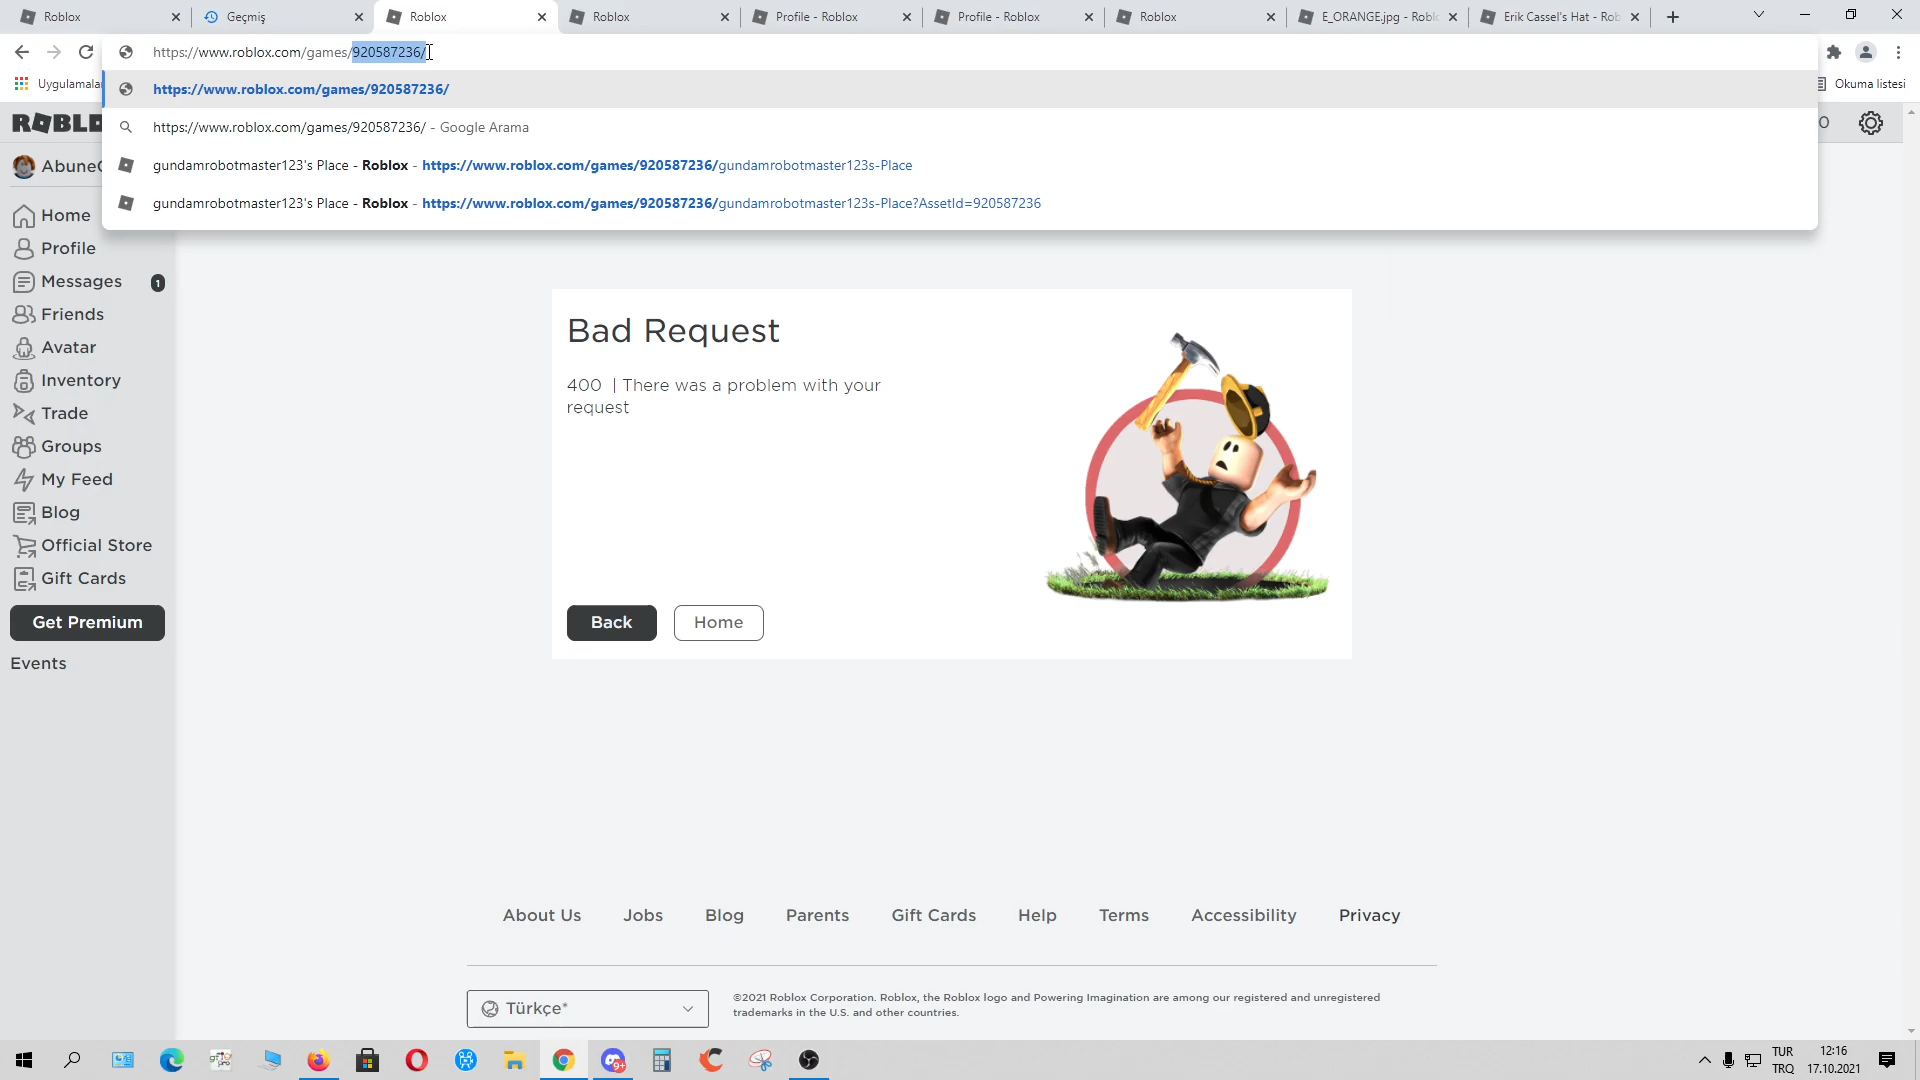 Roblox
Geçmiş
Roblox
Roblox
Profile - Roblox
Profile - Roblox
Roblox
E_ORANGE.jpg - Roblo
Erik Cassel's Hat - Rob
https://www.roblox.com/games/920587236/
Uygulamalar
Okuma listesi
https://www.roblox.com/games/920587236/
https://www.roblox.com/games/920587236/ - Google Arama
gundamrobotmaster123's Place - Roblox - https://www.roblox.com/games/920587236/gundamrobotmaster123s-Place
gundamrobotmaster123's Place - Roblox - https://www.roblox.com/games/920587236/gundamrobotmaster123s-Place?AssetId=920587236
ROBLO
0
Home
Profile
Messages
1
Friends
Avatar
Inventory
Trade
Groups
My Feed
Blog
Official Store
Gift Cards
Get Premium
Events
Bad Request
400 | There was a problem with your
request
Back
Home
About Us
Jobs
Blog
Parents
Gift Cards
Help
Terms
Accessibility
Privacy
Türkçe*
©2021 Roblox Corporation. Roblox, the Roblox logo and Powering Imagination are among our registered and unregistered
trademarks in the U.S. and other countries.
9+
TUR
TRQ
12:16
17.10.2021